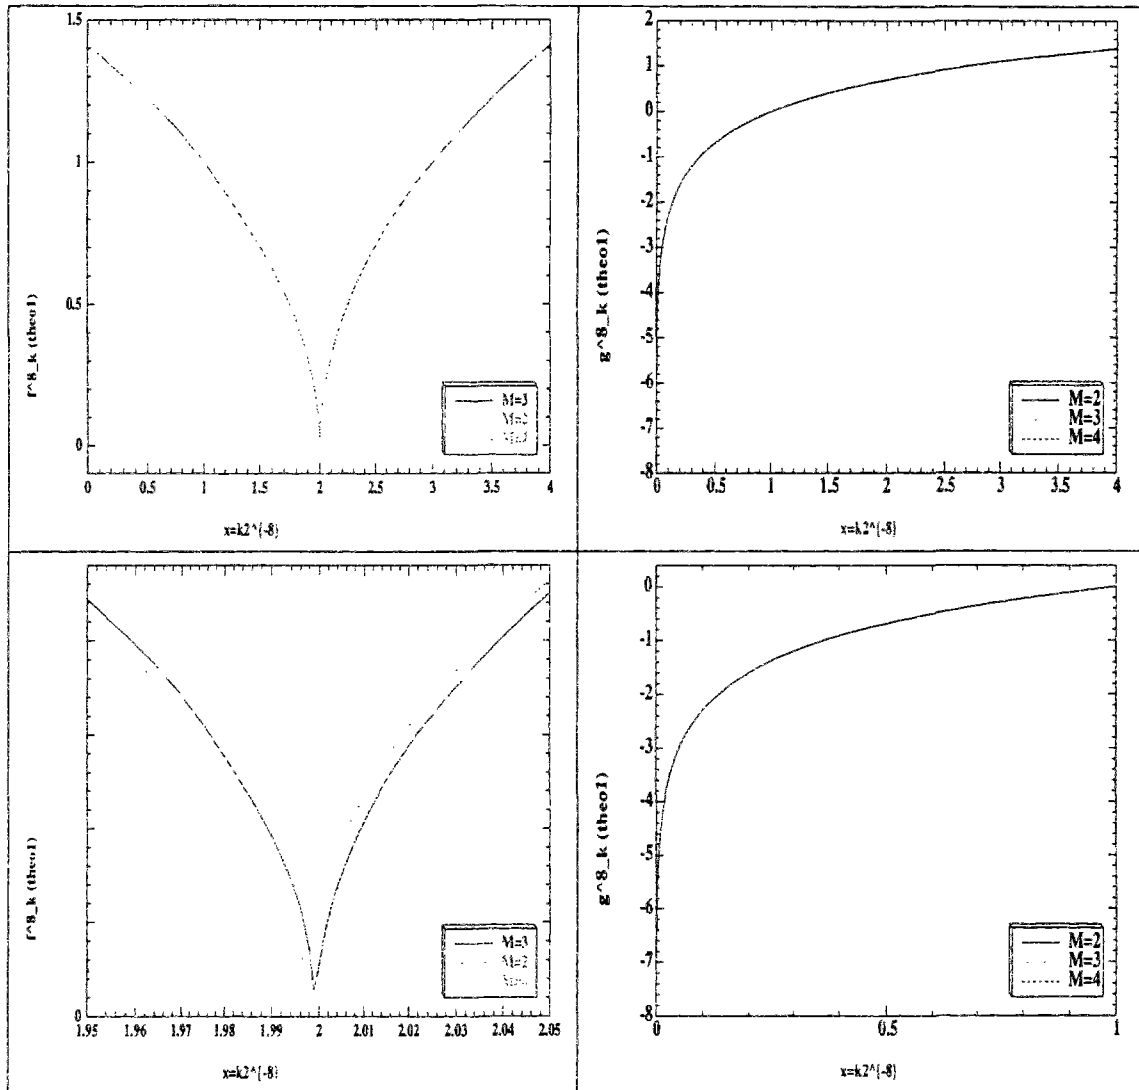 1.5
1
0.5
0
f^8_k (theo1)
0 0.5 1 1.5 2 2.5 3 3.5 4
x=k2^{-8}
M=3
M=2
2
1
0
-1
-2
-3
-4
-5
-6
-7
-8
g^8_k (theo1)
0 0.5 1 1.5 2 2.5 3 3.5 4
x=k2^{-8}
M=2
M=3
M=4
0
f^8_k (theo1)
1.95 1.96 1.97 1.98 1.99 2 2.01 2.02 2.03 2.04 2.05
x=k2^{-8}
M=3
M=2
0
-1
-2
-3
-4
-5
-6
-7
-8
g^8_k (theo1)
0 0.5 1
x=k2^{-8}
M=2
M=3
M=4